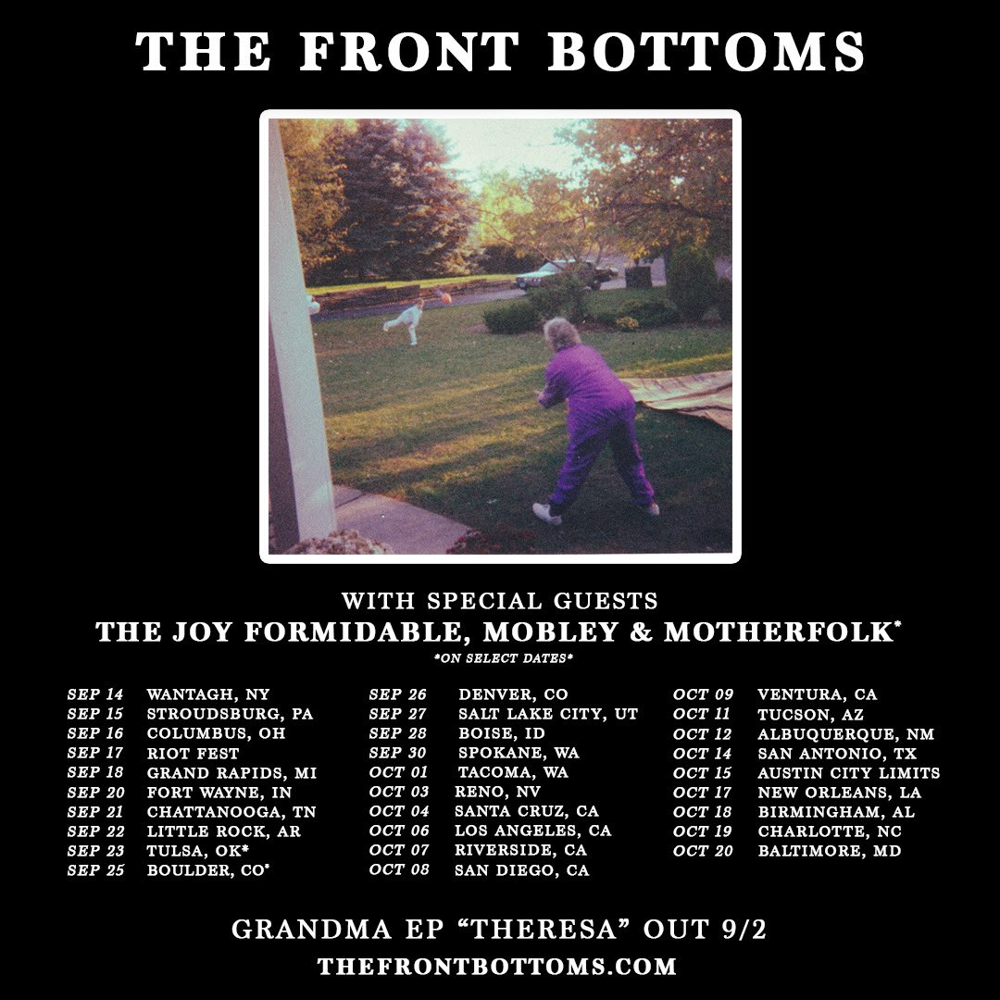 THE FRONT BOTTOMS
WITH SPECIAL GUESTS
THE JOY FORMIDABLE, MOBLEY & MOTHERFOLK*
*ON SELECT DATES*
SEP 14 WANTAGH, NY
SEP 15 STROUDSBURG, PA
SEP 16 COLUMBUS, OH
SEP 17 RIOT FEST
SEP 18 GRAND RAPIDS, MI
SEP 20 FORT WAYNE, IN
SEP 21 CHATTANOOGA, TN
SEP 22 LITTLE ROCK, AR
SEP 23 TULSA, OK*
SEP 25 BOULDER, CO*
SEP 26 DENVER, CO
SEP 27 SALT LAKE CITY, UT
SEP 28 BOISE, ID
SEP 30 SPOKANE, WA
OCT 01 TACOMA, WA
OCT 03 RENO, NV
OCT 04 SANTA CRUZ, CA
OCT 06 LOS ANGELES, CA
OCT 07 RIVERSIDE, CA
OCT 08 SAN DIEGO, CA
OCT 09 VENTURA, CA
OCT 11 TUCSON, AZ
OCT 12 ALBUQUERQUE, NM
OCT 14 SAN ANTONIO, TX
OCT 15 AUSTIN CITY LIMITS
OCT 17 NEW ORLEANS, LA
OCT 18 BIRMINGHAM, AL
OCT 19 CHARLOTTE, NC
OCT 20 BALTIMORE, MD
GRANDMA EP “THERESA” OUT 9/2
THEFRONTBOTTOMS.COM